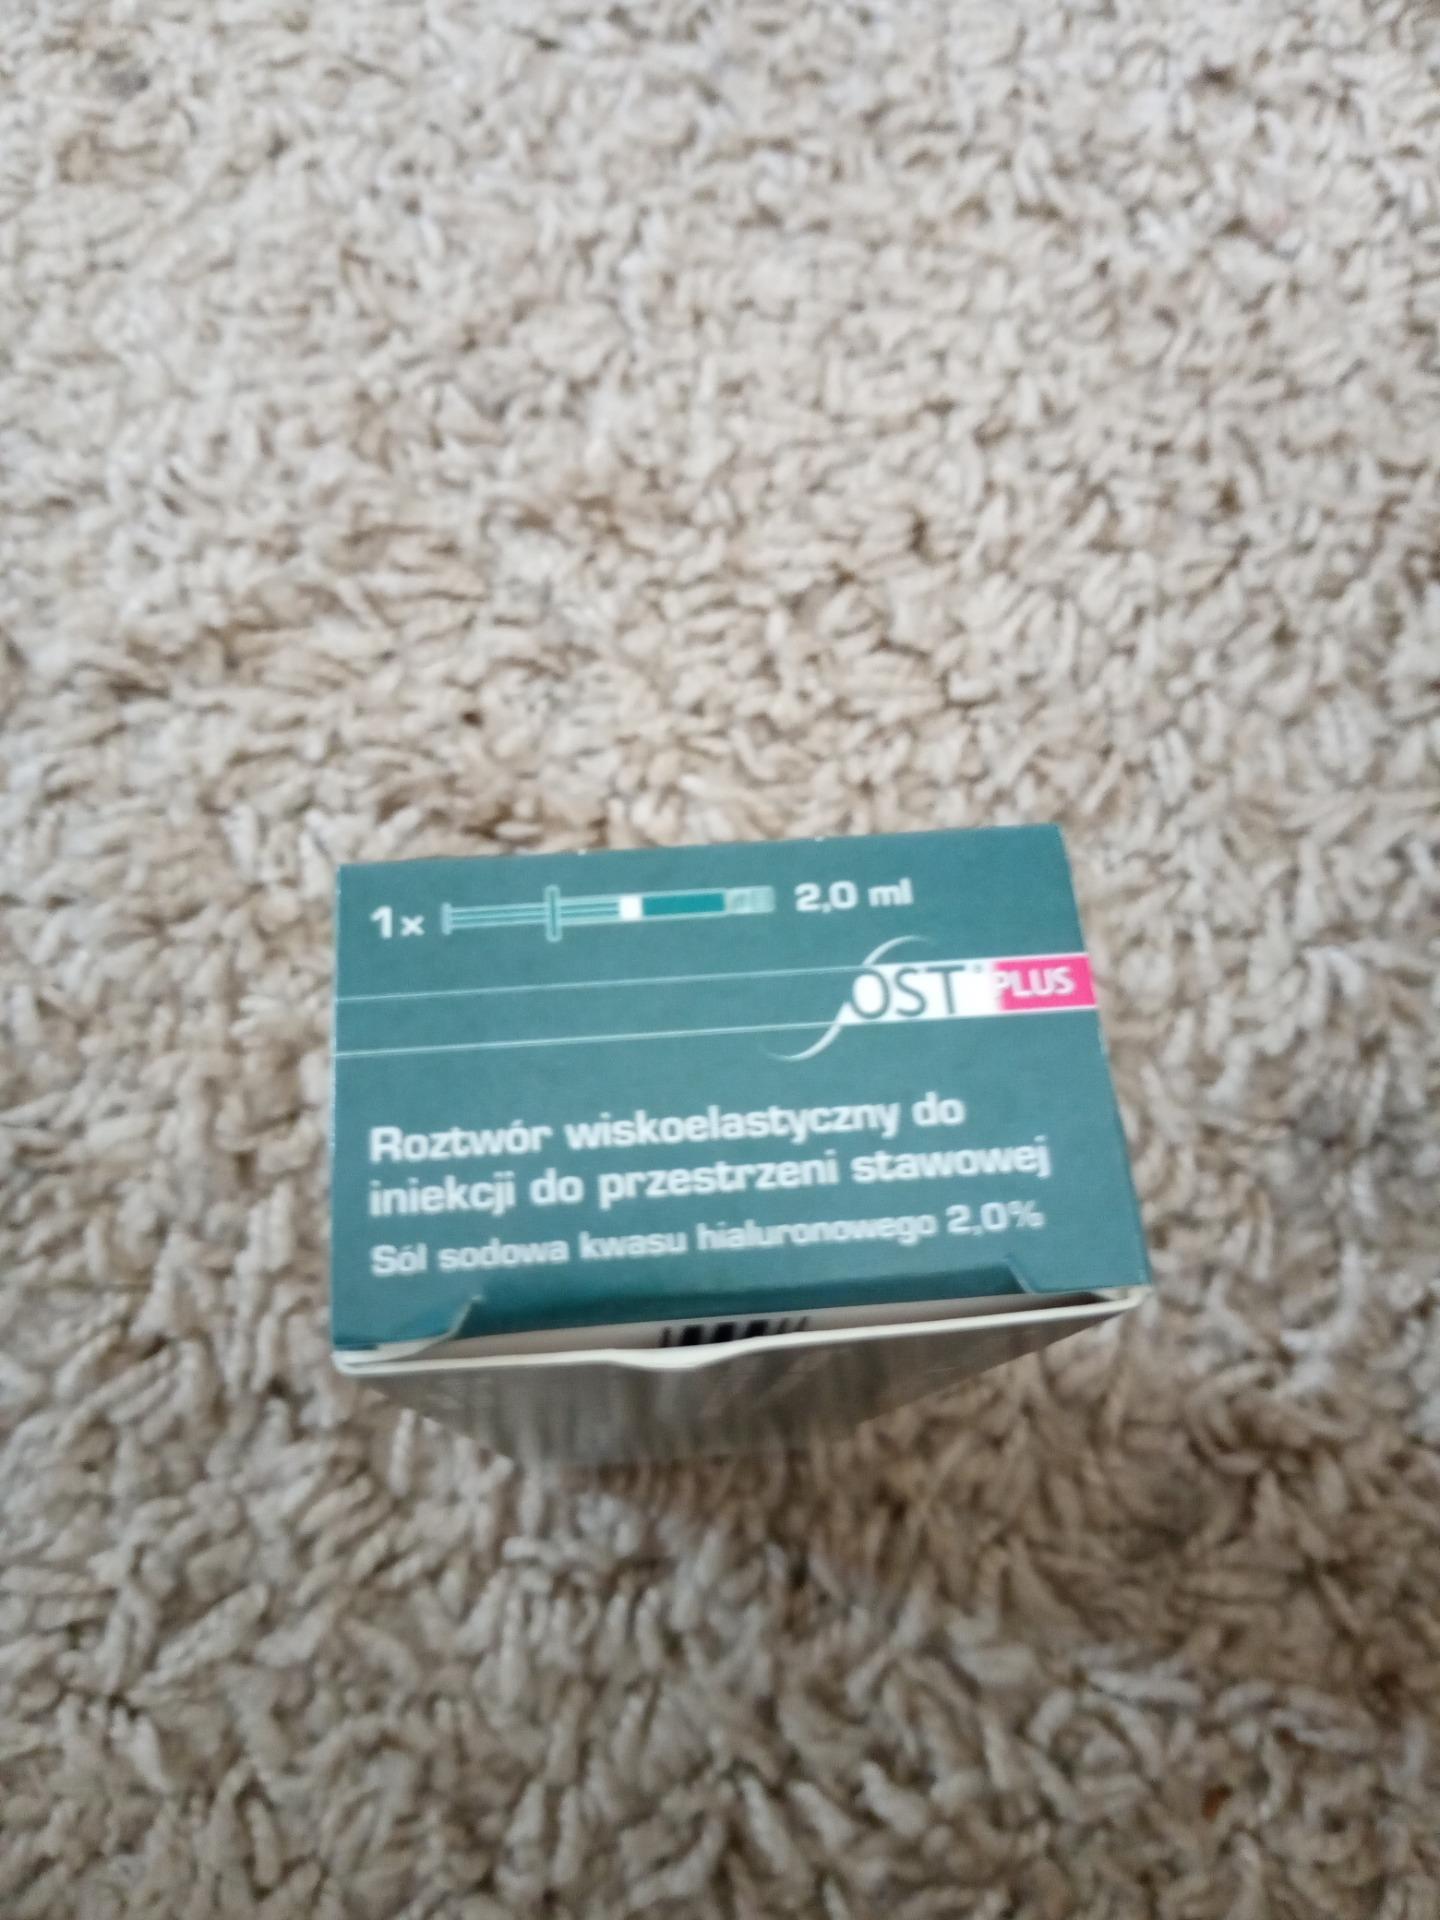 1x 2,0 ml
OST® PLUS
Roztwór wiskoelastyczny do
iniekcji do przestrzeni stawowej
Sól sodowa kwasu hialuronowego 2,0%